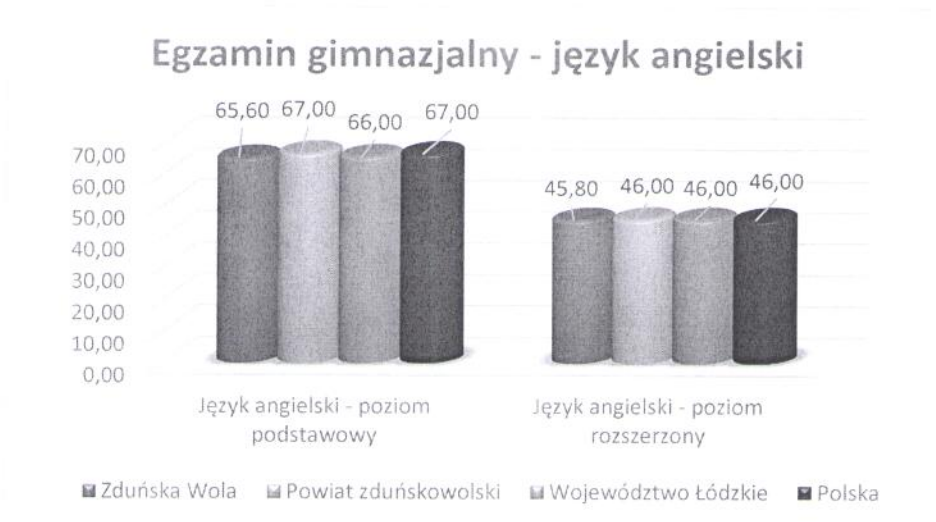 Egzamin gimnazjalny - język angielski
65,60 67,00 66,00 67,00
45,80 46,00 46,00 46,00
70,00
60,00
50,00
40,00
30,00
20,00
10,00
0,00
Język angielski - poziom
podstawowy
Język angielski - poziom
rozszerzony
Zduńska Wola Powiat zduńskowolski Województwo Łódzkie Polska